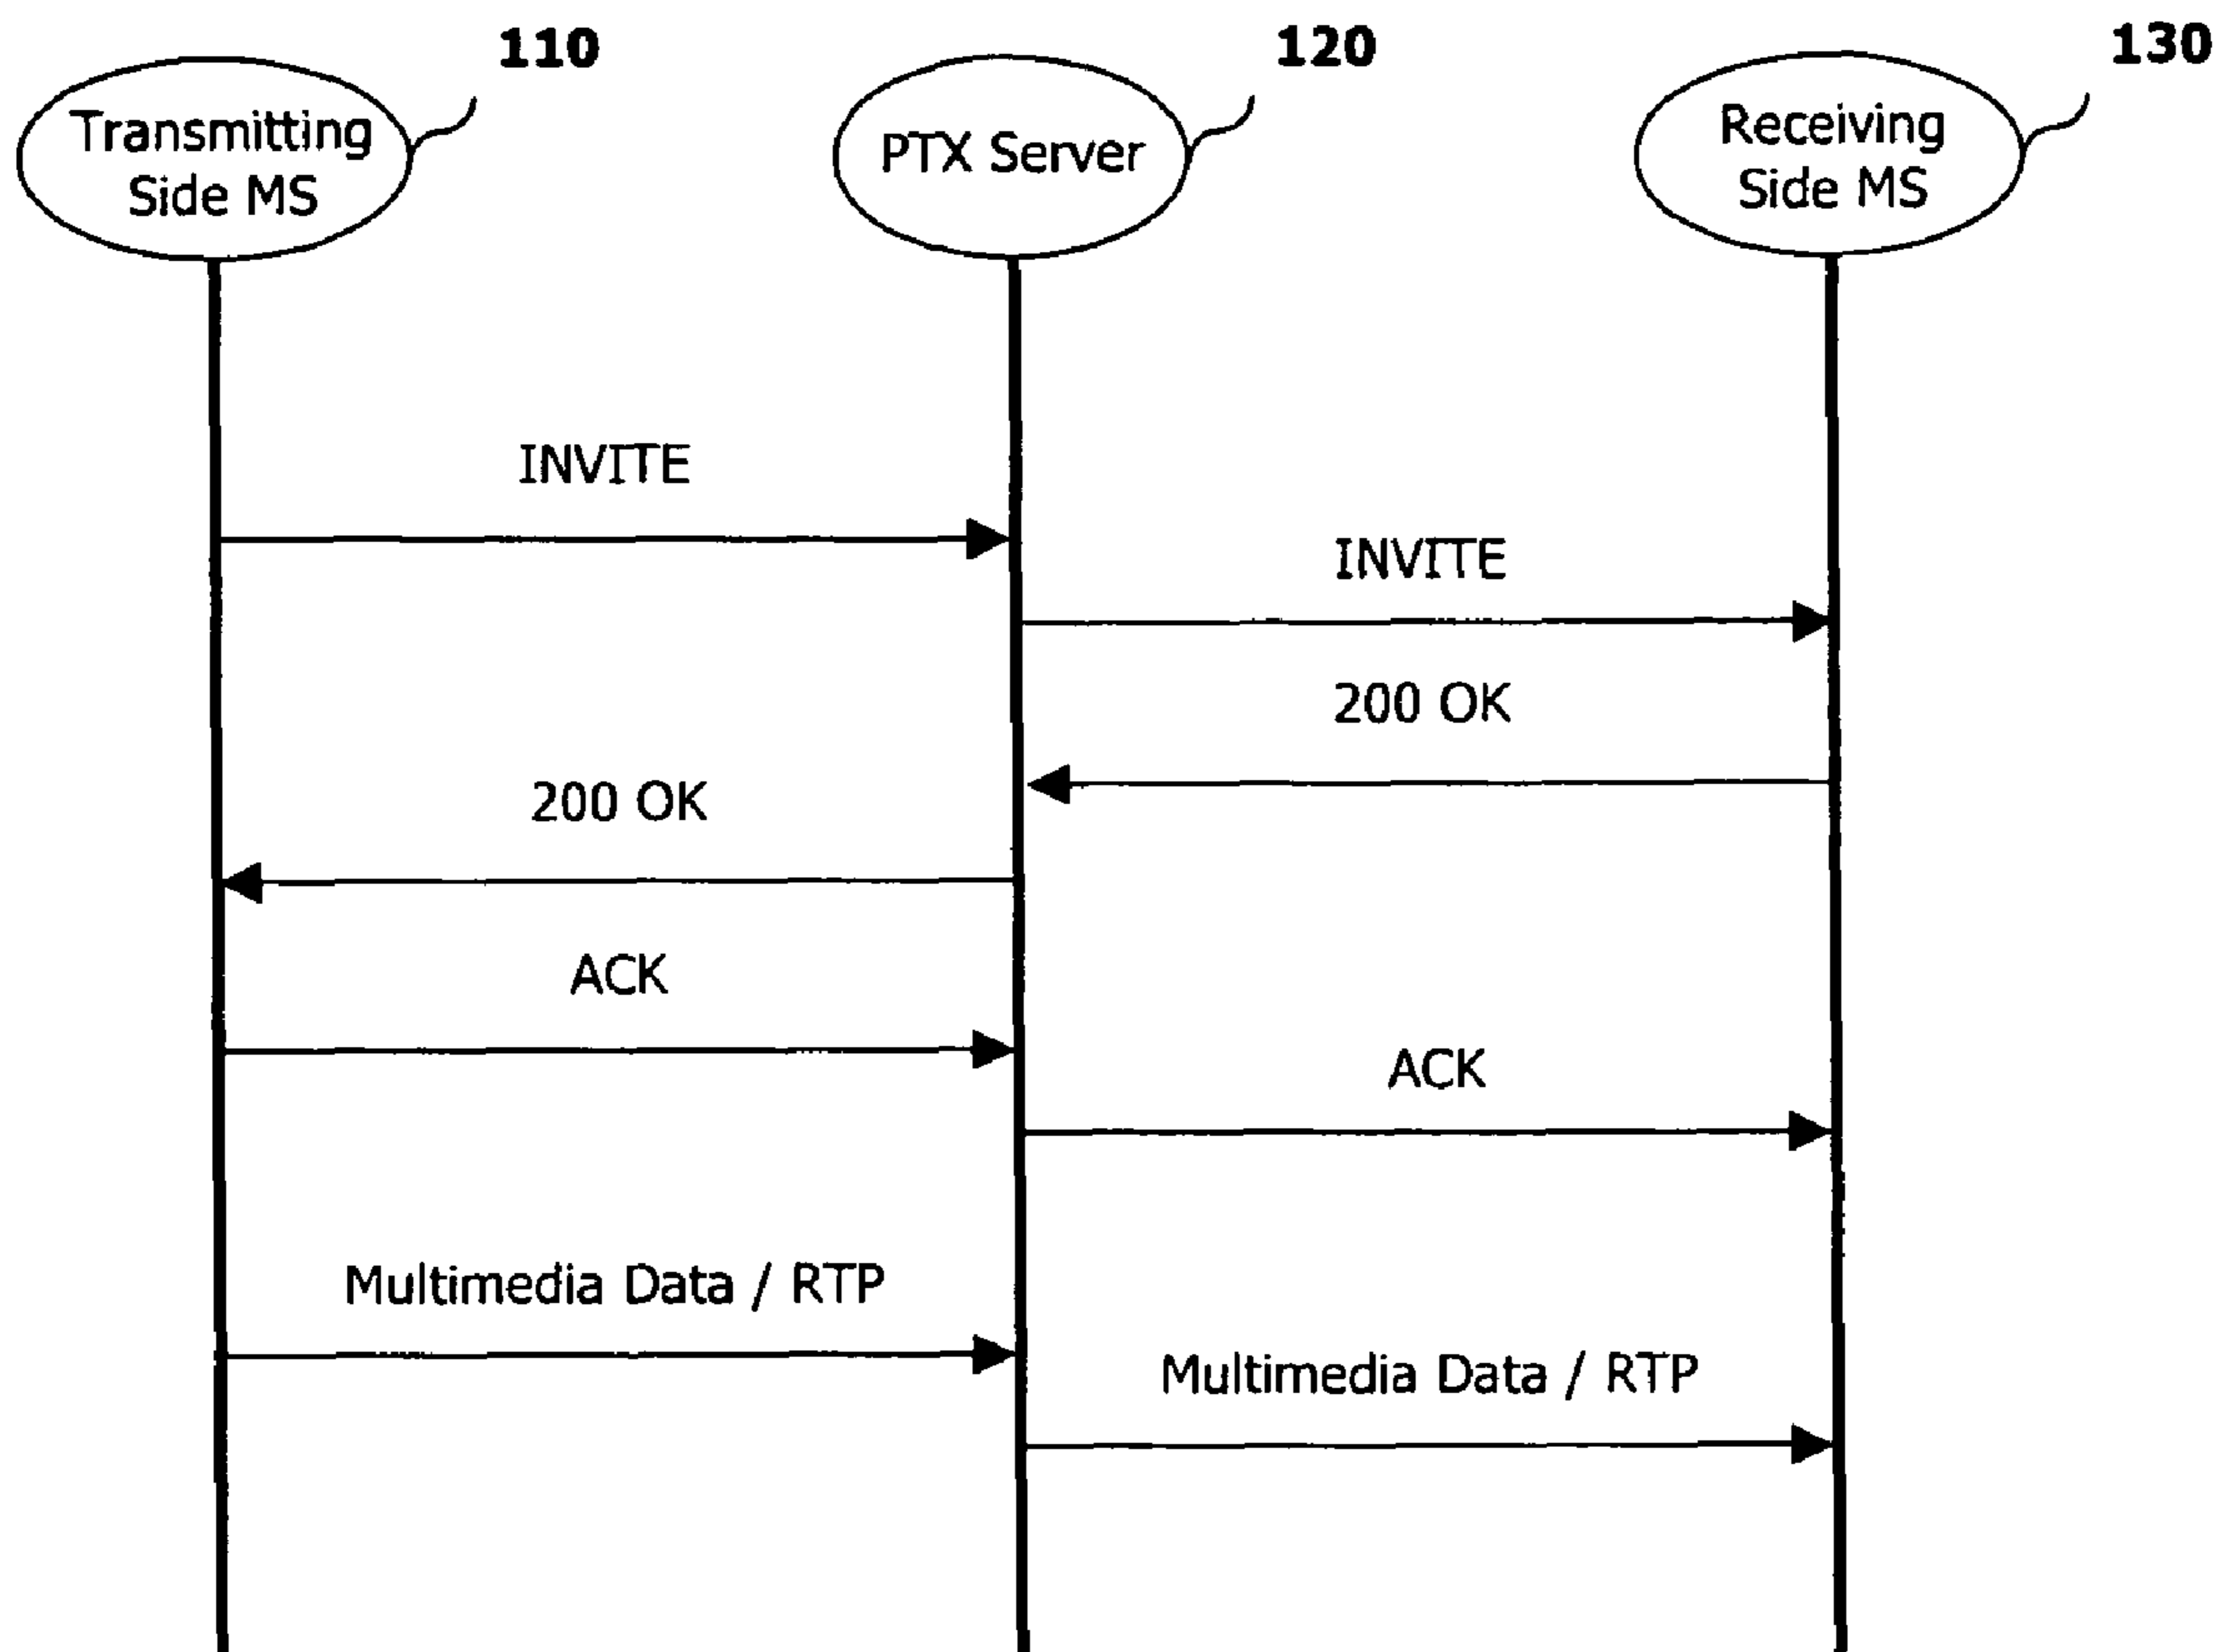 110
120
130
Transmitting
Side MS
PTX Server
Receiving
Side MS
INVITE
INVITE
200 OK
200 OK
ACK
ACK
Multimedia Data / RTP
Multimedia Data / RTP